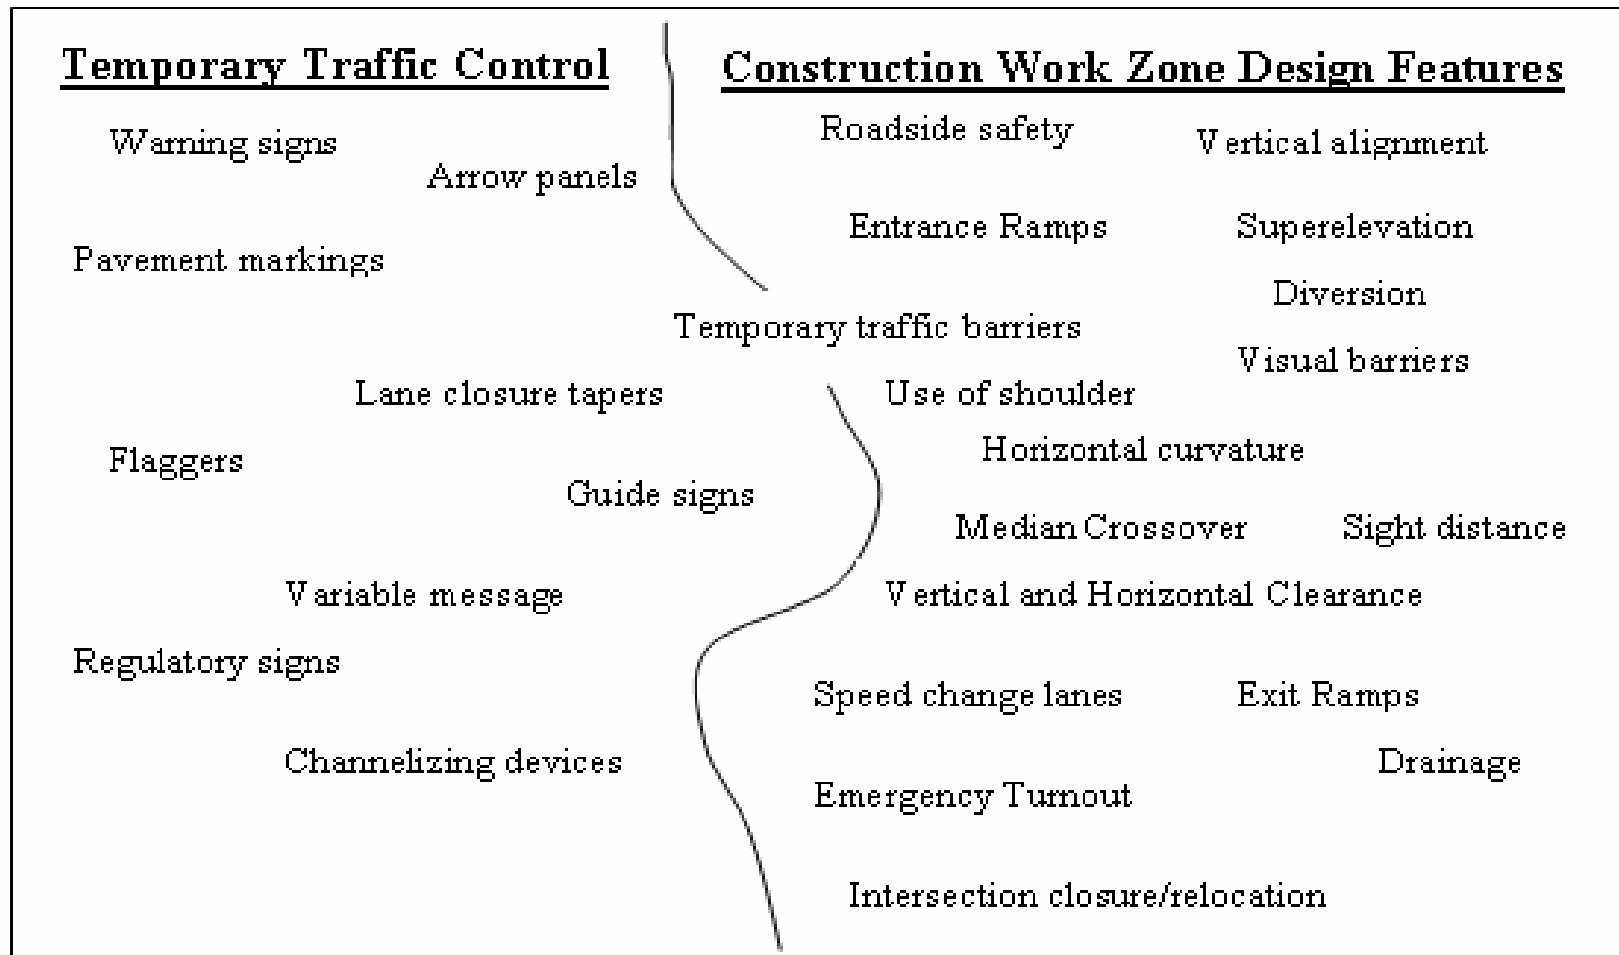 Temporary Traffic Control
Warning signs
Arrow panels
Pavement markings
Temporary traffic barriers
Lane closure tapers
Flaggers
Guide signs
Variable message
Regulatory signs
Channelizing devices
Construction Work Zone Design Features
Roadside safety
Vertical alignment
Entrance Ramps
Superelevation
Diversion
Visual barriers
Use of shoulder
Horizontal curvature
Median Crossover
Sight distance
Vertical and Horizontal Clearance
Speed change lanes
Exit Ramps
Drainage
Emergency Turnout
Intersection closure/relocation